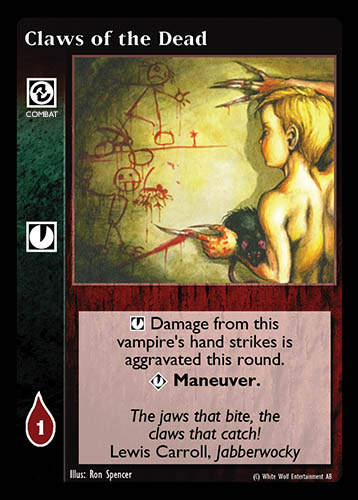 Claws of the Dead
COMBAT
Damage from this
vampire's hand strikes is
aggravated this round.
Maneuver.
The jaws that bite, the
claws that catch!
Lewis Carroll, Jabberwocky
1
Illus: Ron Spencer
(C) White Wolf Entertainment AB